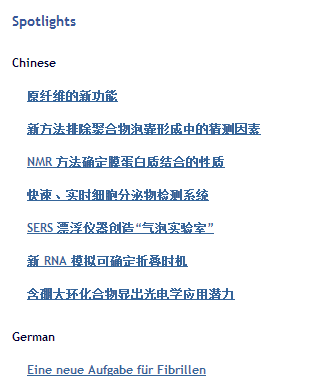 Spotlights
Chinese
原纤维的新功能
新方法排除聚合物泡囊形成中的猜测因素
NMR 方法确定膜蛋白质结合的性质
快速、实时细胞分泌物检测系统
SERS 漂浮仪器创造“气泡实验室”
新 RNA 模拟可确定折叠时机
含硼大环化合物显出光电学应用潜力
German
Eine neue Aufgabe für Fibrillen